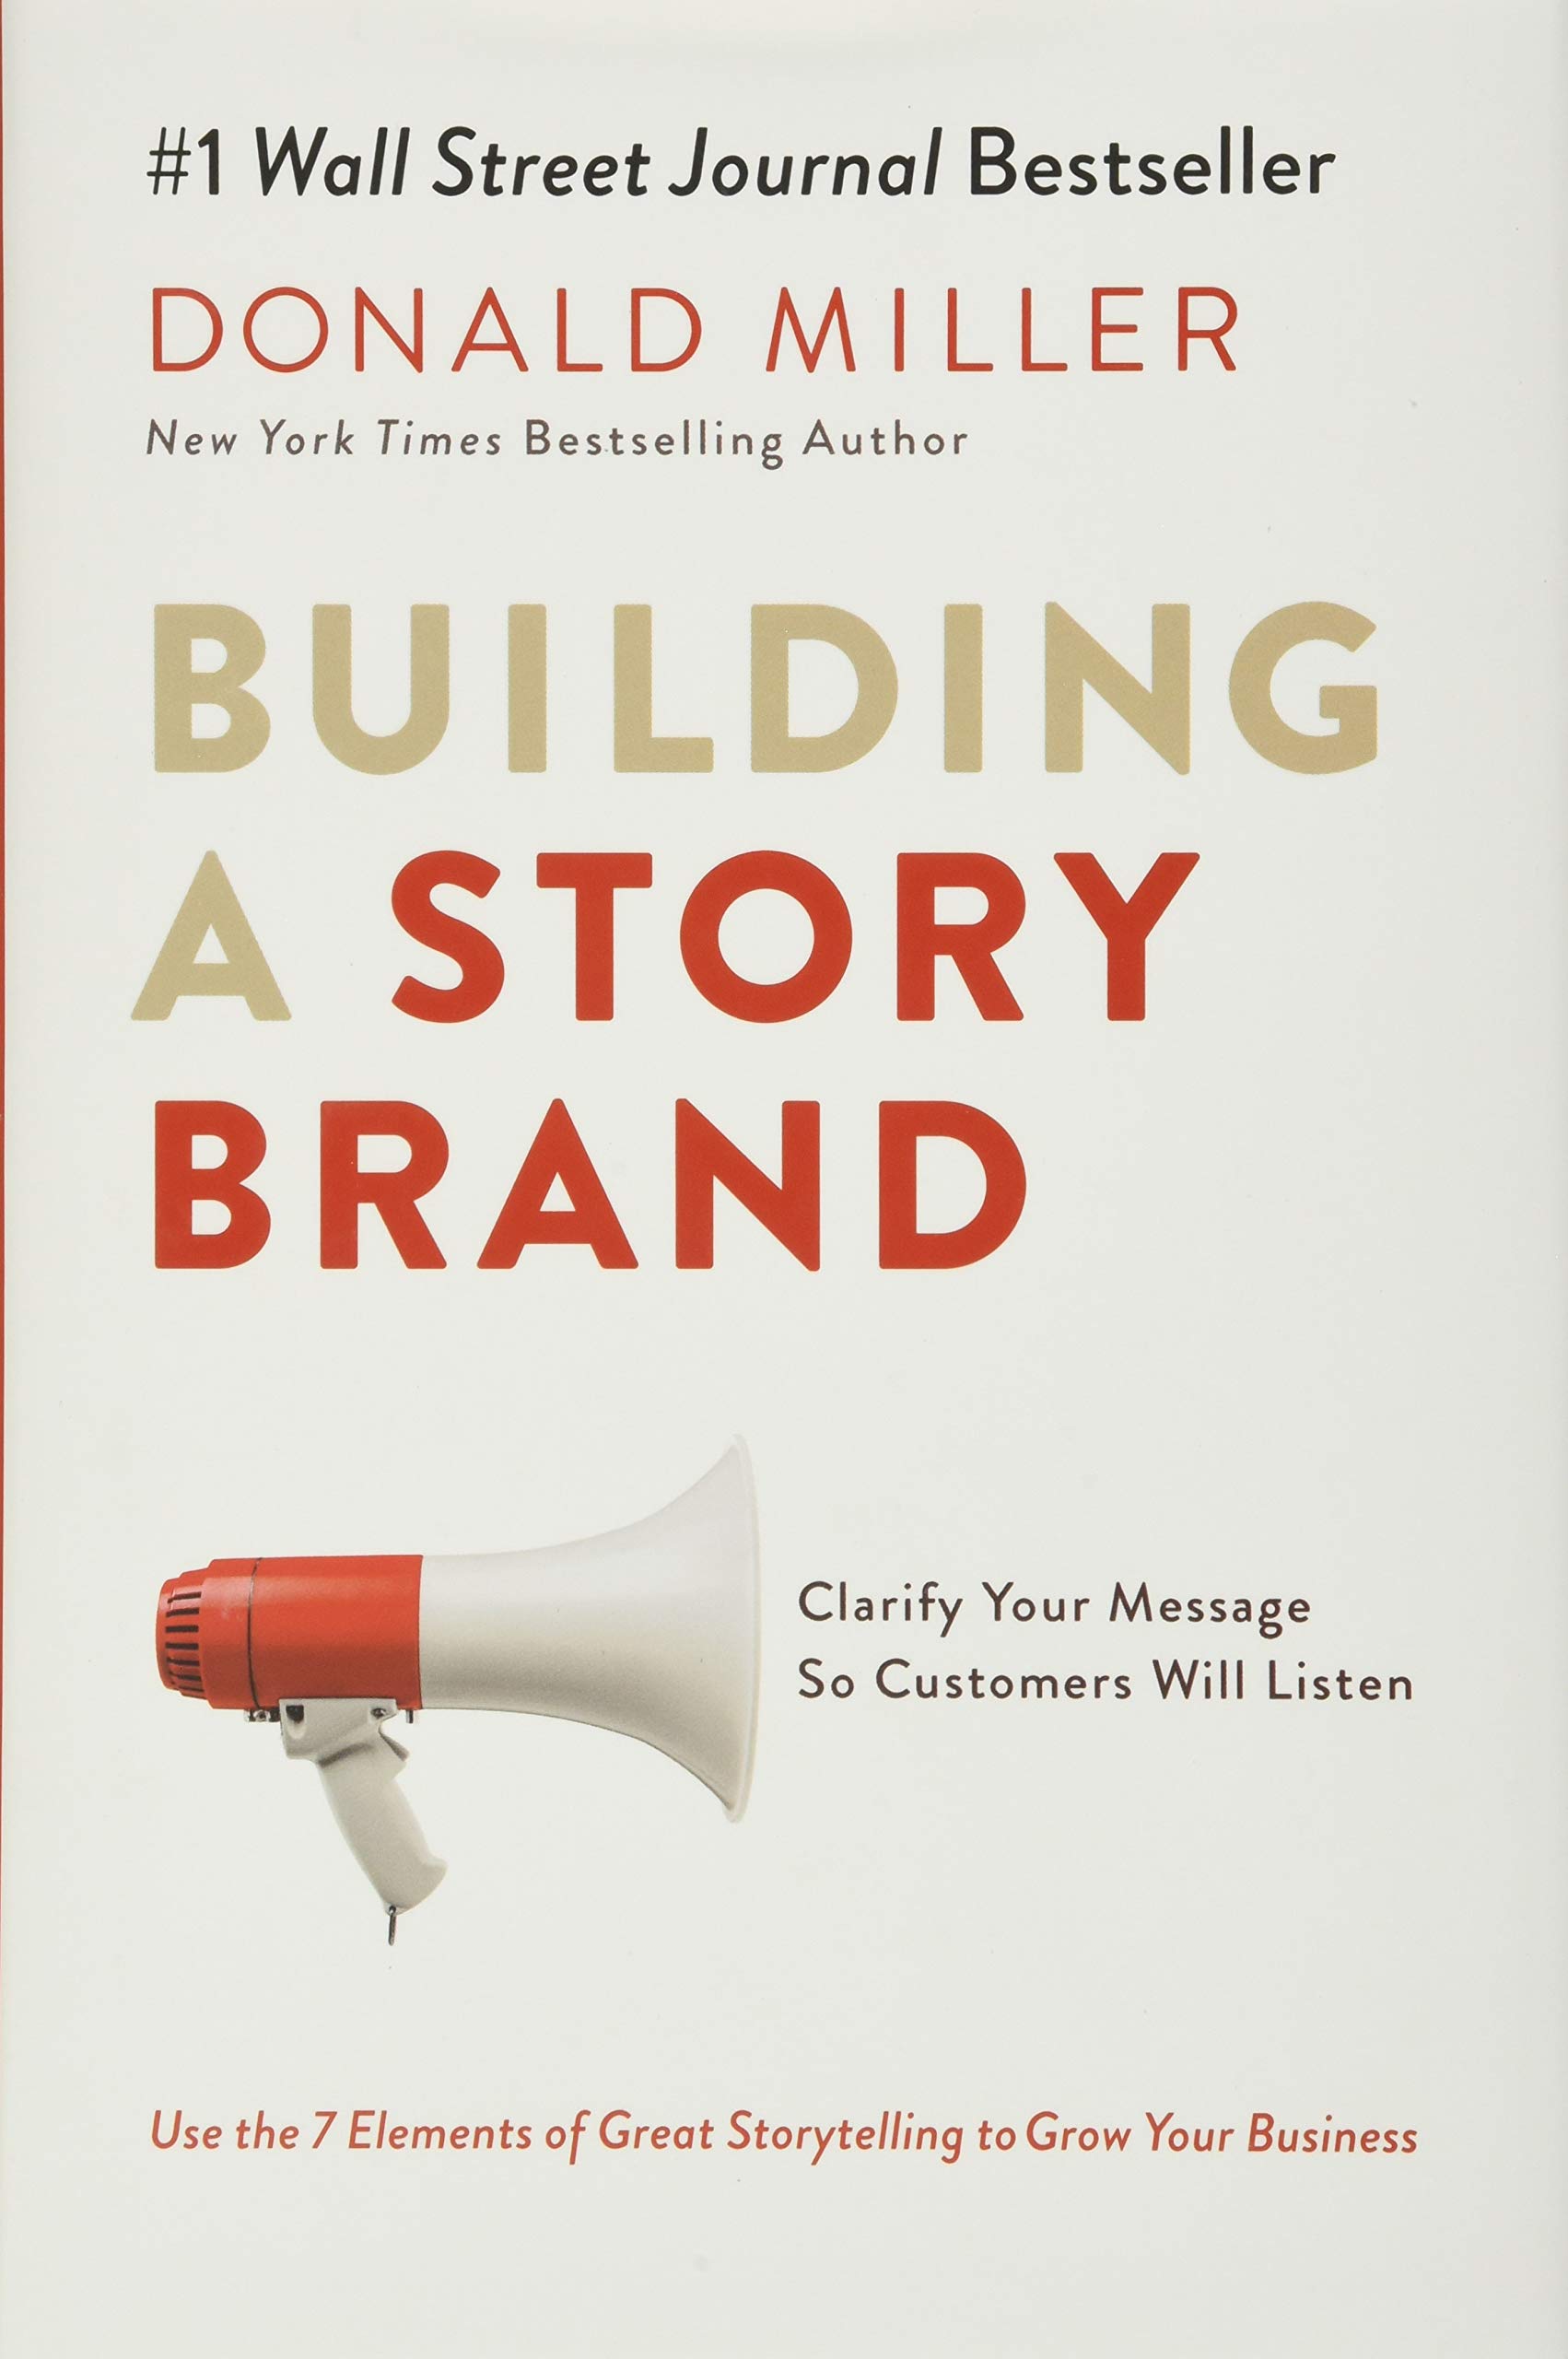 #1 Wall Street Journal Bestseller
DONALD MILLER
New York Times Bestselling Author
BUILDING
A STORY
BRAND
Clarify Your Message
So Customers Will Listen
Use the 7 Elements of Great Storytelling to Grow Your Business